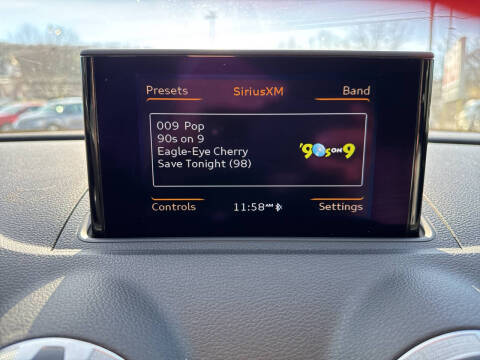 Presets SiriusXM Band
009 Pop
90s on 9
Eagle-Eye Cherry
Save Tonight (98)
'90s ON 9
Controls 11:58AM Settings